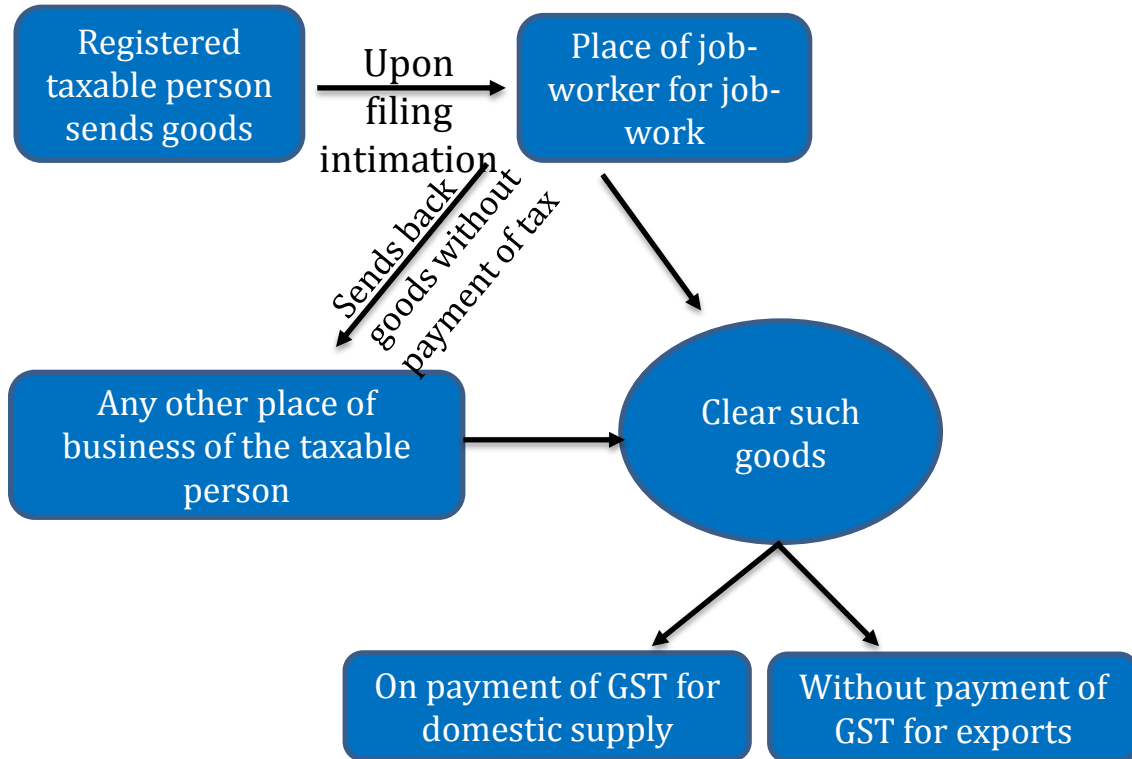 Registered
taxable person
sends goods
Upon
filing
intimation
Place of job-
worker for job-
work
Sends back
goods without
payment of tax
Any other place of
business of the taxable
person
Clear such
goods
On payment of GST for
domestic supply
Without payment of
GST for exports